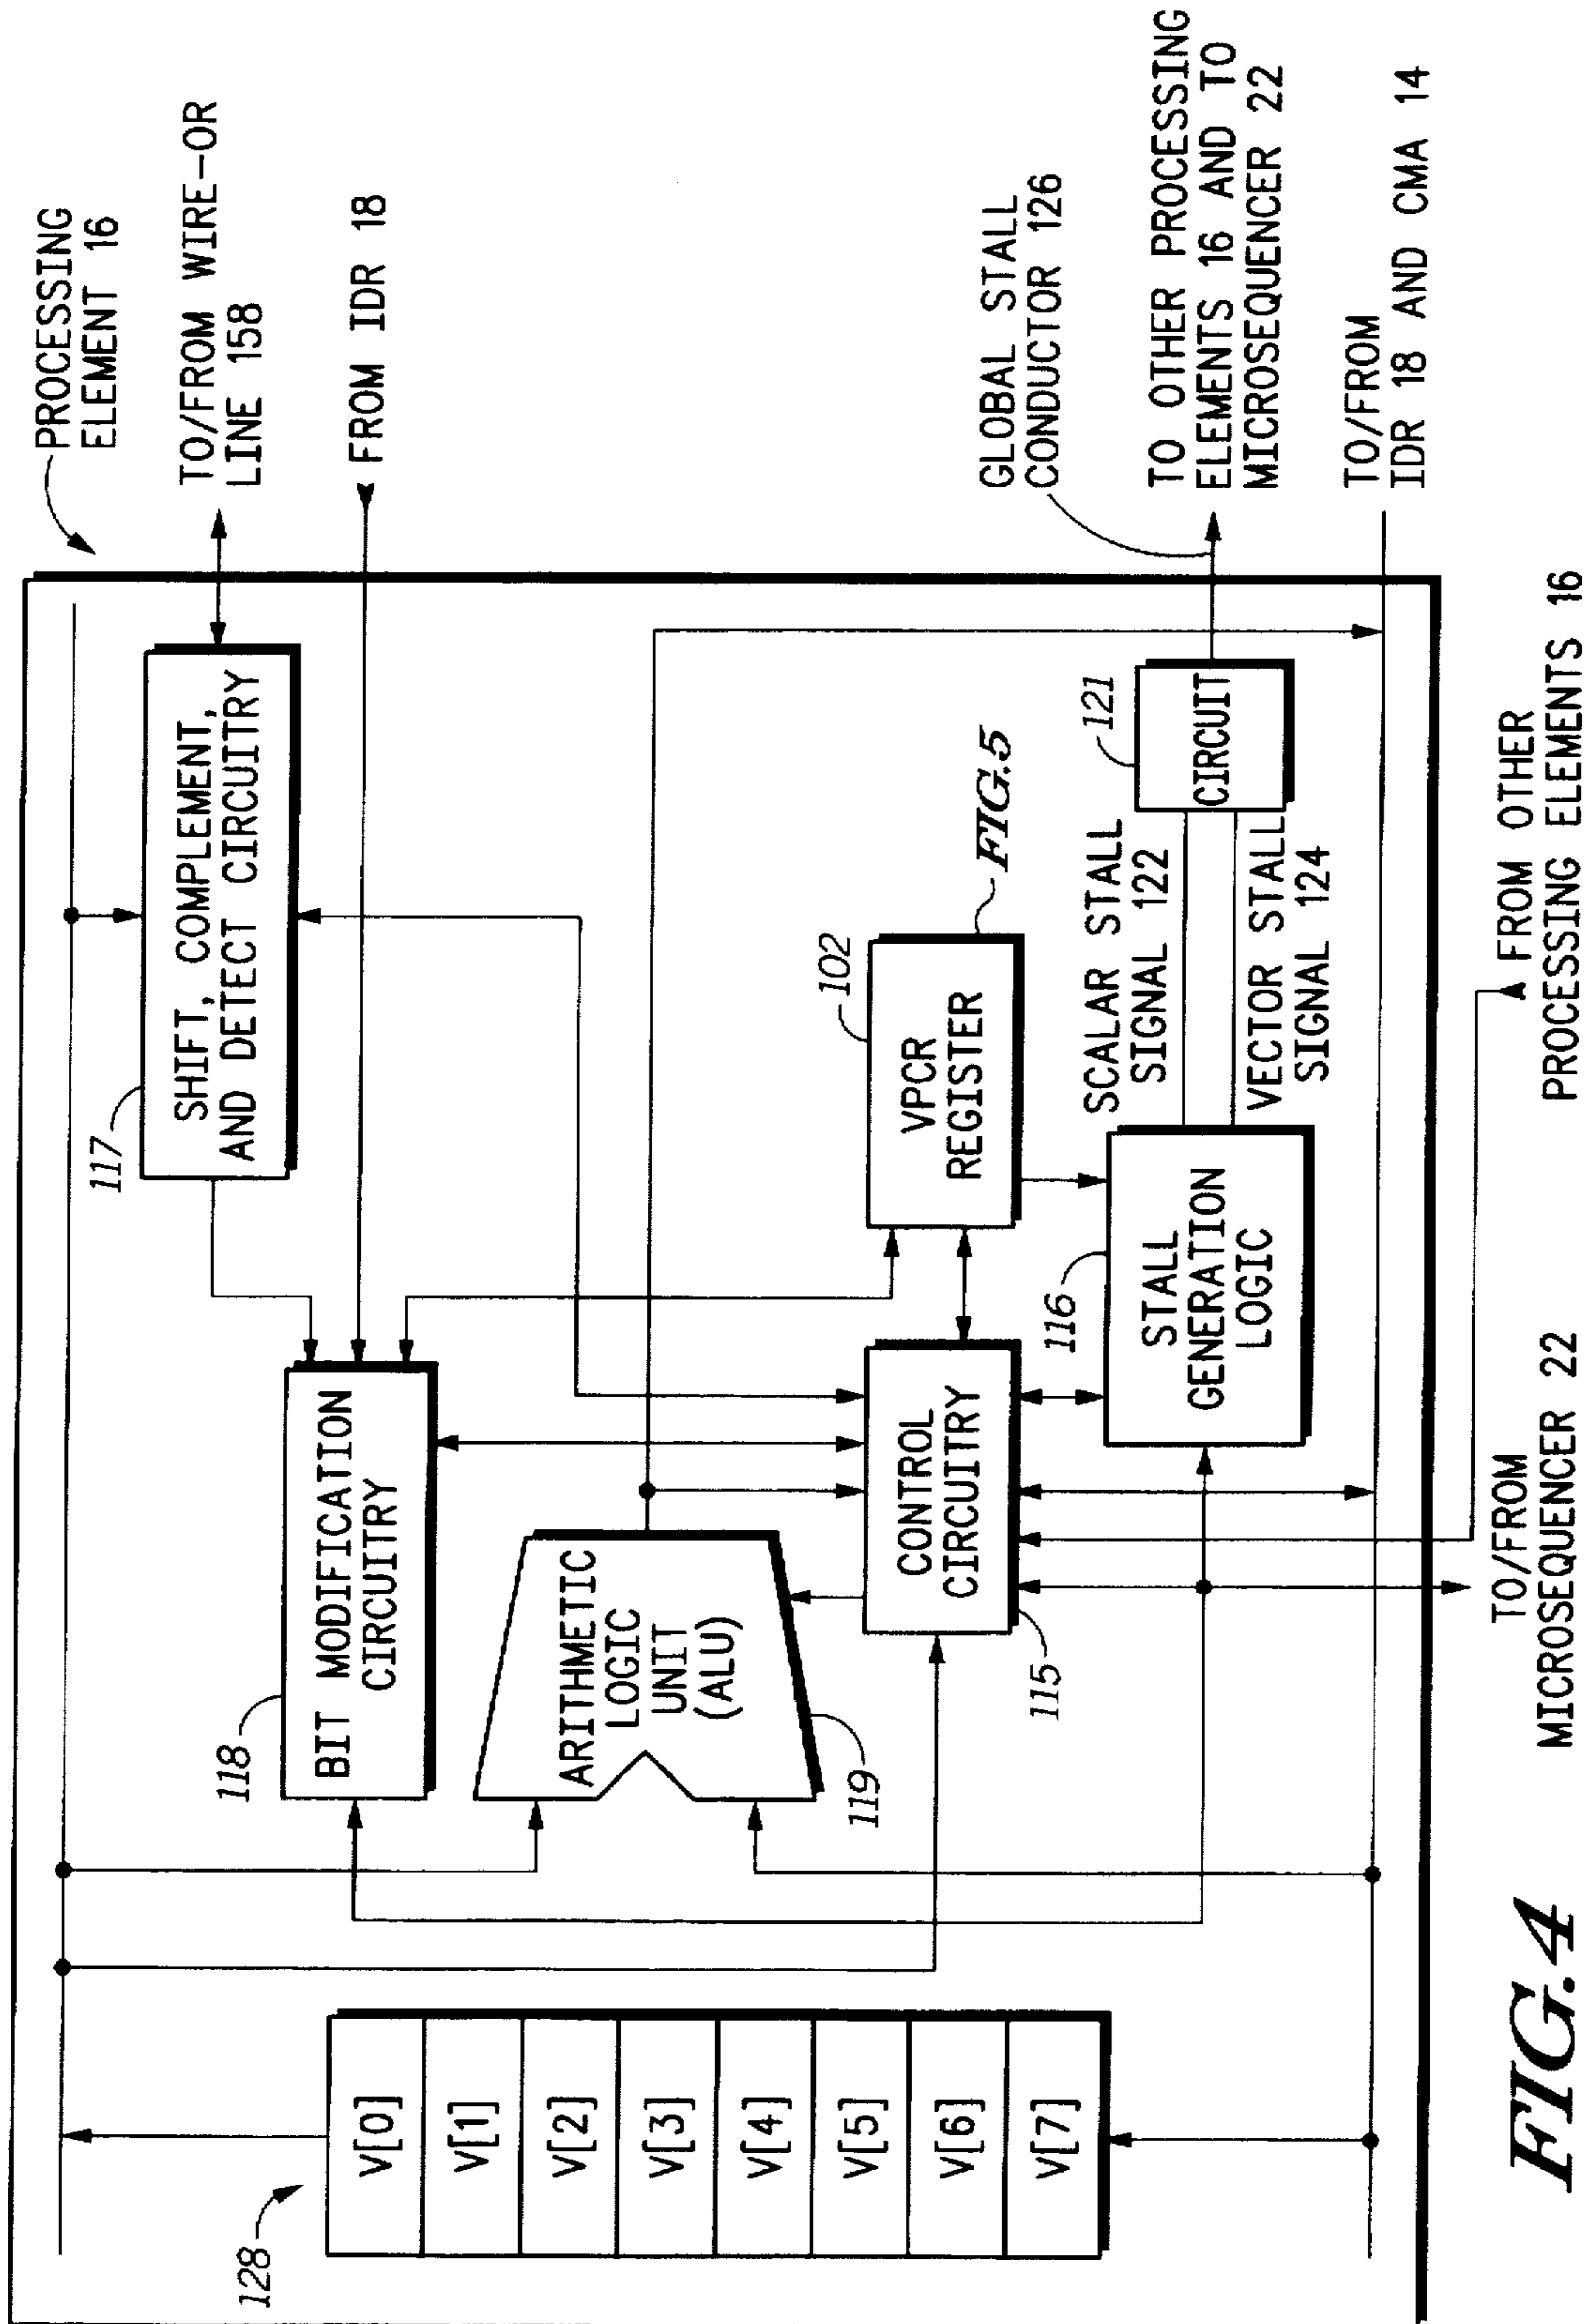 PROCESSING
ELEMENT 16
TO/FROM WIRE-OR
LINE 158
FROM IDR 18
117
SHIFT, COMPLEMENT,
AND DETECT CIRCUITRY
118
BIT MODIFICATION
CIRCUITRY
128
V[0]
V[1]
V[2]
V[3]
V[4]
V[5]
V[6]
V[7]
ARITHMETIC
LOGIC
UNIT
(ALU)
119
102
VPCR
REGISTER
FIG.5
CONTROL
CIRCUITRY
115
116
STALL
GENERATION
LOGIC
SCALAR STALL
SIGNAL 122
VECTOR STALL
SIGNAL 124
121
CIRCUIT
GLOBAL STALL
CONDUCTOR 126
TO OTHER PROCESSING
ELEMENTS 16 AND TO
MICROSEQUENCER 22
TO/FROM
IDR 18 AND CMA 14
TO/FROM
MICROSEQUENCER 22
FROM OTHER
PROCESSING ELEMENTS 16
FIG.4